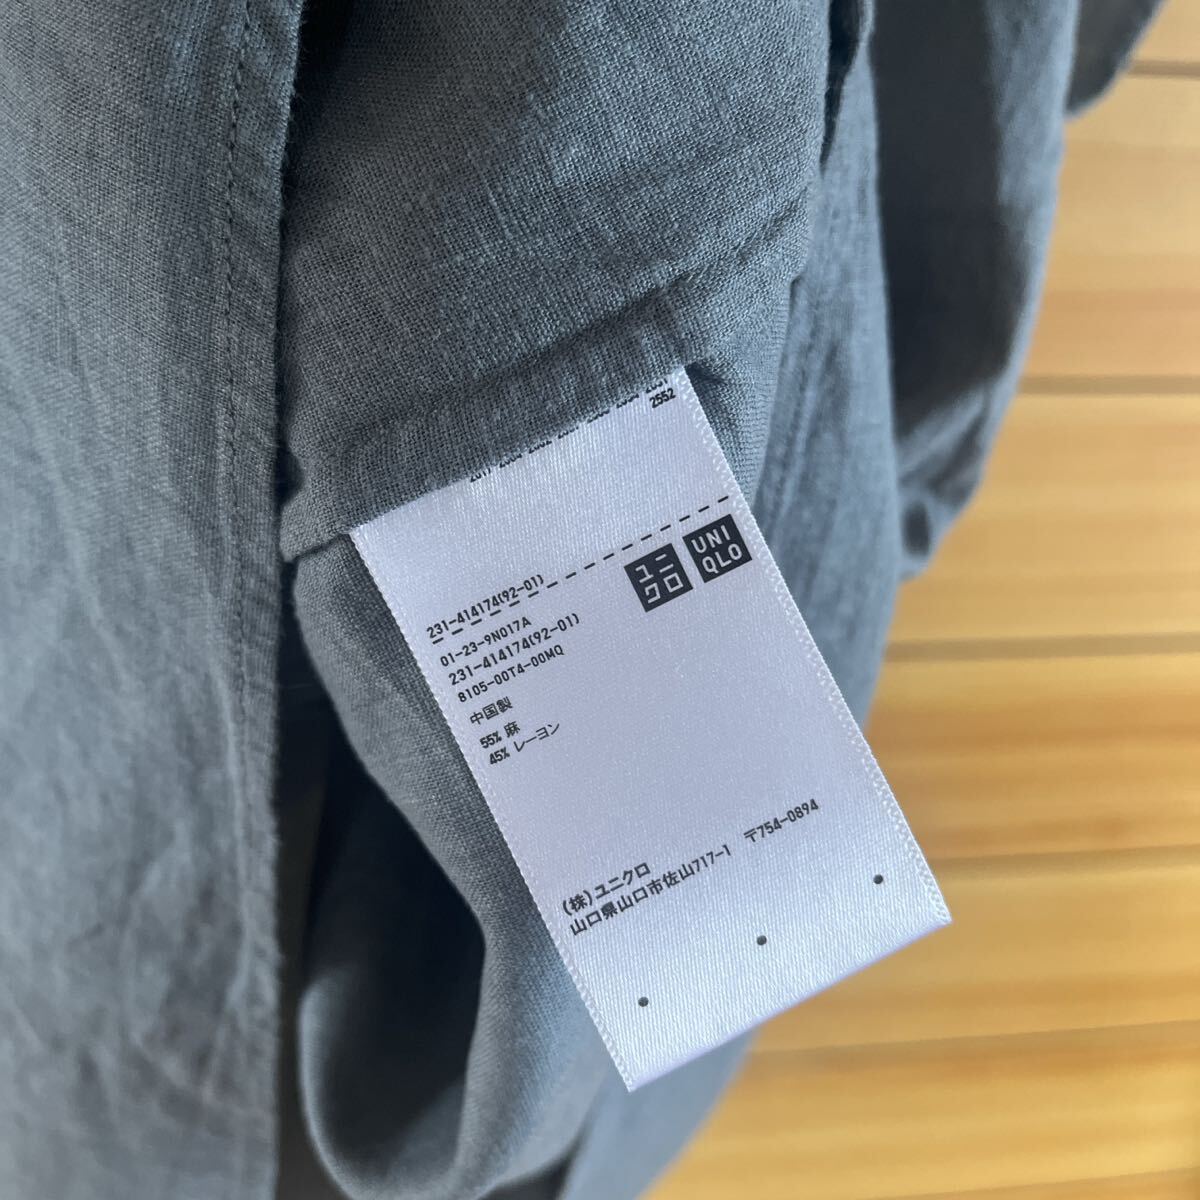 2552
ユニ
クロ
UNI
QLO
231-414174(92-01)
01-23-9N017A
231-414174(92-01)
8105-00T4-00MQ
中国製
55% 麻
45% レーヨン
(株)ユニクロ
山口県山口市佐山717-1 〒754-0894